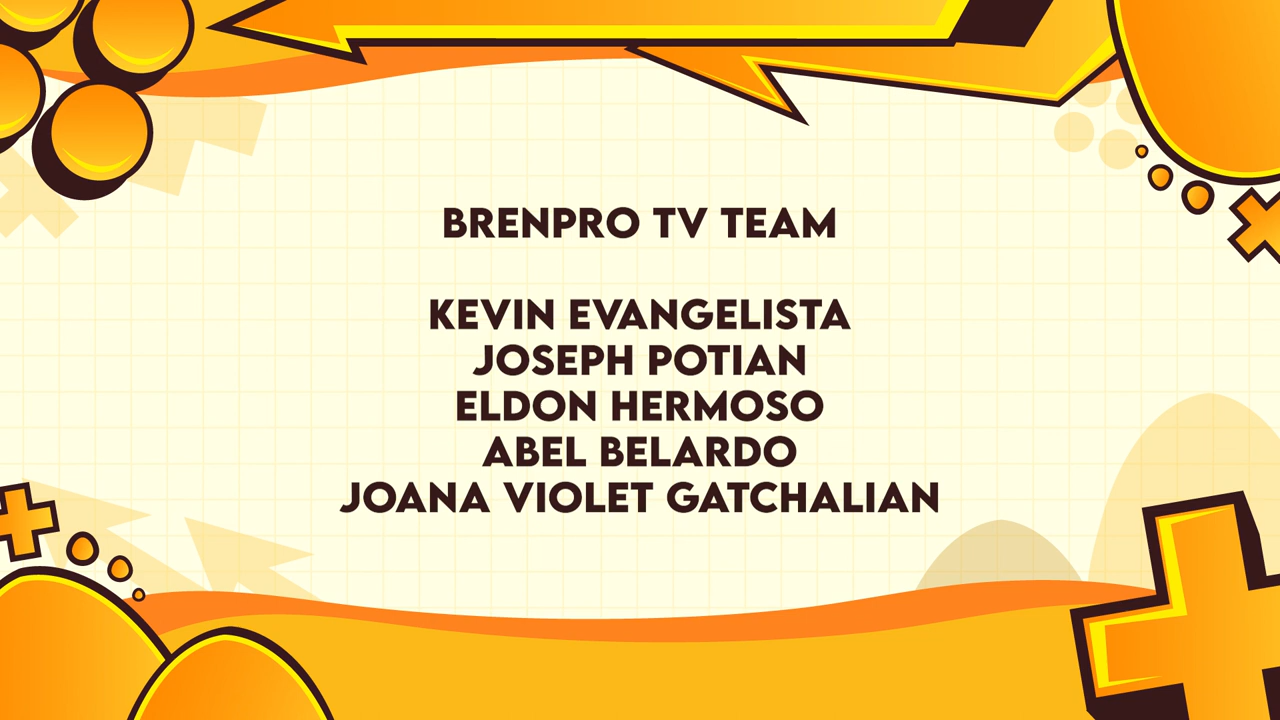 BRENPRO TV TEAM
KEVIN EVANGELISTA
JOSEPH POTIAN
ELDON HERMOSO
ABEL BELARDO
JOANA VIOLET GATCHALIAN